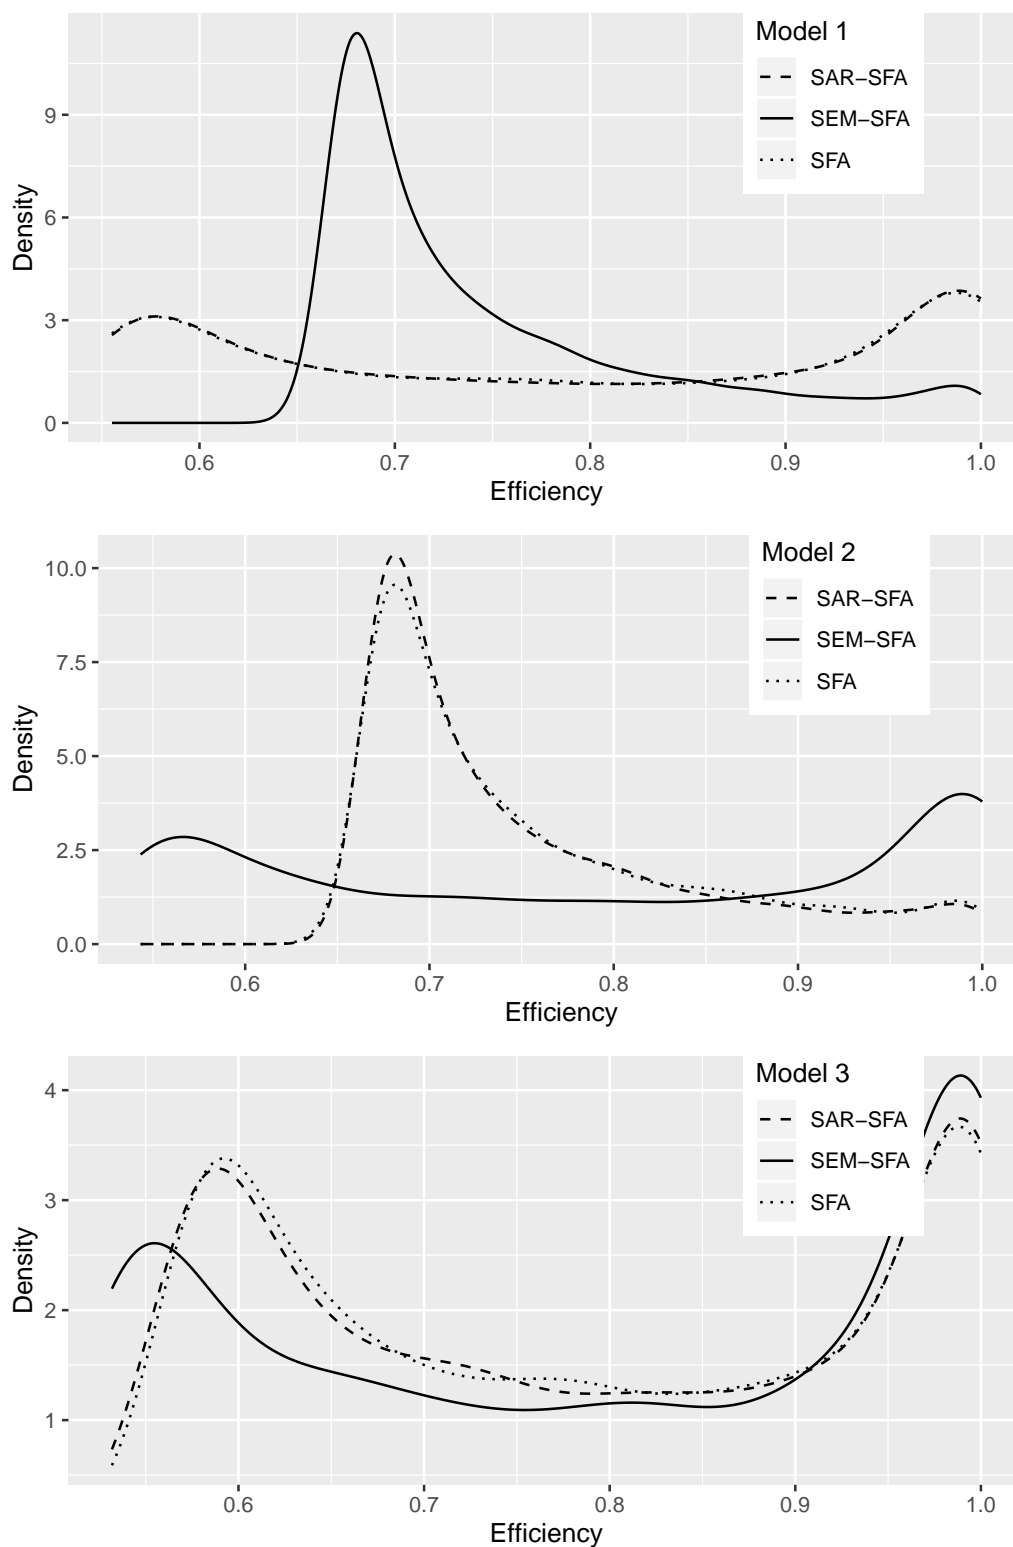 Model 1
SAR−SFA
SEM−SFA
SFA
9
6
3
0
Density
0.6 0.7 0.8 0.9 1.0
Efficiency
Model 2
SAR−SFA
SEM−SFA
SFA
10.0
7.5
5.0
2.5
0.0
Density
0.6 0.7 0.8 0.9 1.0
Efficiency
Model 3
SAR−SFA
SEM−SFA
SFA
4
3
2
1
Density
0.6 0.7 0.8 0.9 1.0
Efficiency